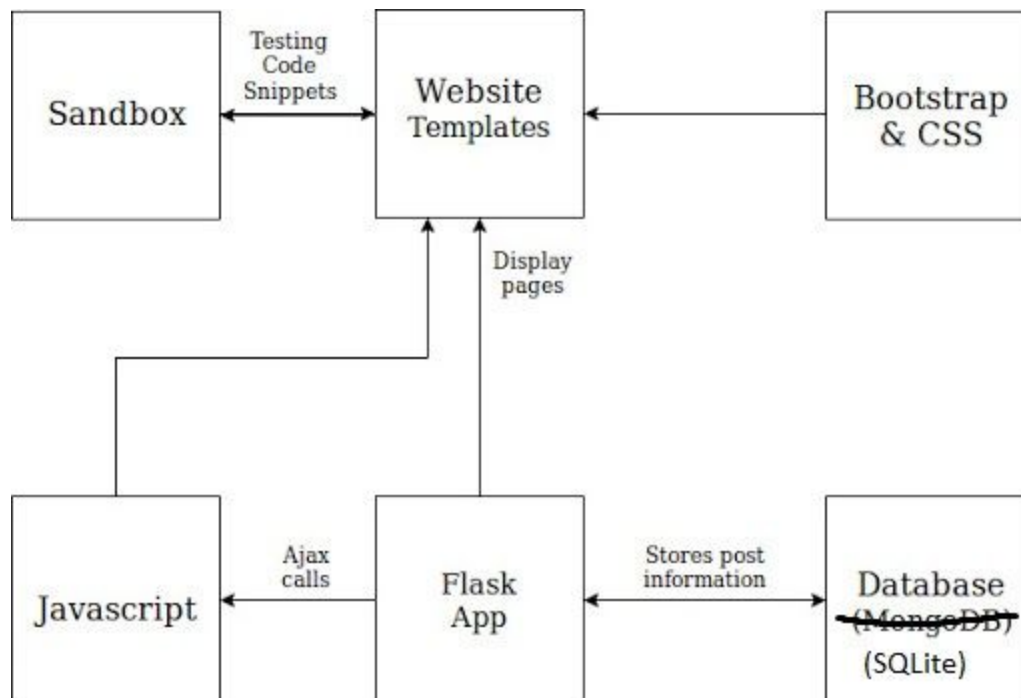 Sandbox
Testing
Code
Snippets
Website
Templates
Bootstrap
& CSS
Display
pages
Javascript
Ajax
calls
Flask
App
Stores post
information
Database
(MongoDB)
(SQLite)